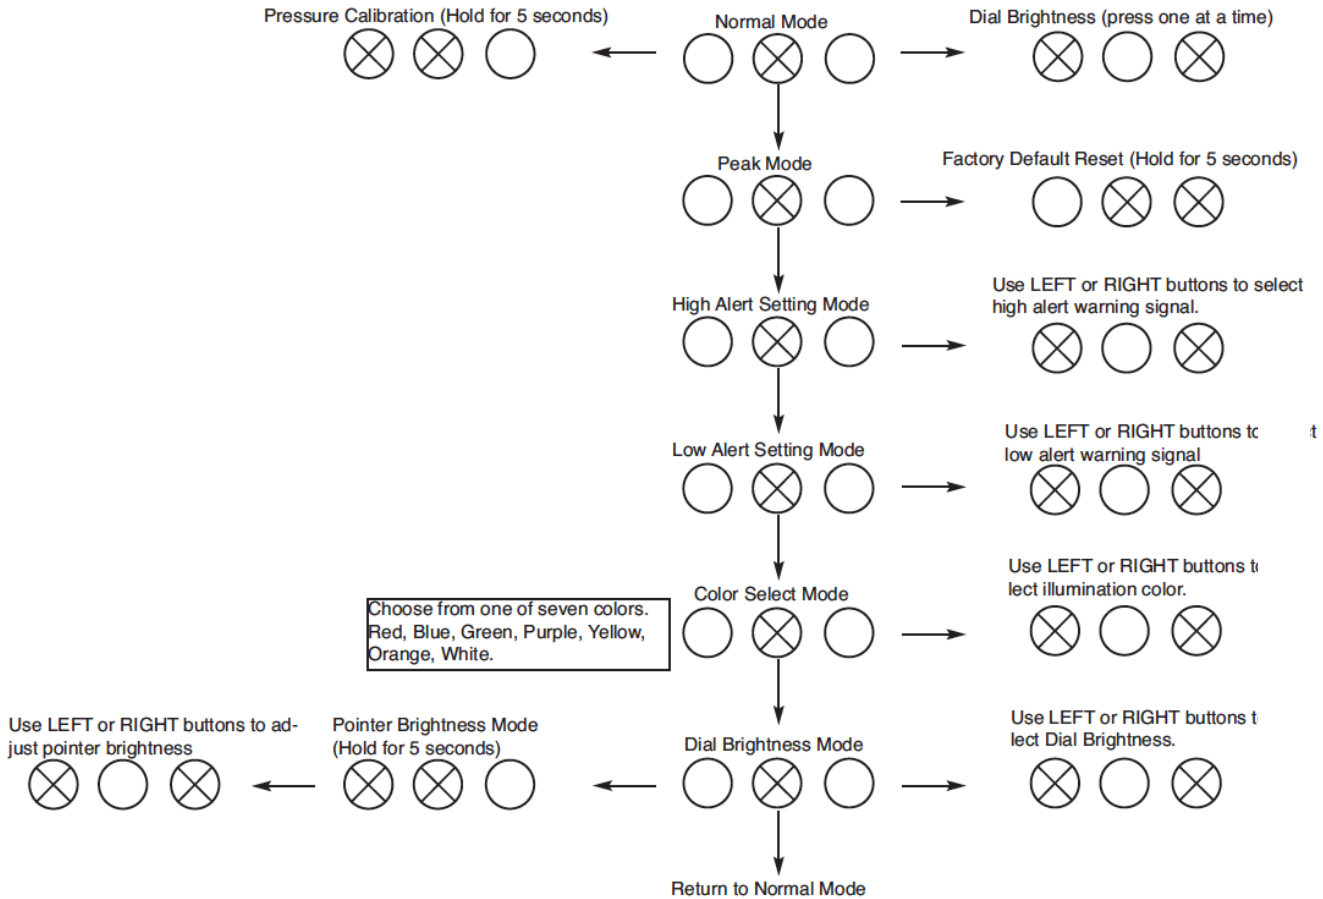 Pressure Calibration (Hold for 5 seconds)
Normal Mode
Dial Brightness (press one at a time)
Peak Mode
Factory Default Reset (Hold for 5 seconds)
High Alert Setting Mode
Use LEFT or RIGHT buttons to select
high alert warning signal.
Low Alert Setting Mode
Use LEFT or RIGHT buttons
low alert warning signal
Color Select Mode
Choose from one of seven colors.
Red, Blue, Green, Purple, Yellow,
Orange, White.
Use LEFT or RIGHT buttons
lect illumination color.
Use LEFT or RIGHT buttons to ad-
just pointer brightness
Pointer Brightness Mode
(Hold for 5 seconds)
Dial Brightness Mode
Use LEFT or RIGHT buttons
lect Dial Brightness.
Return to Normal Mode